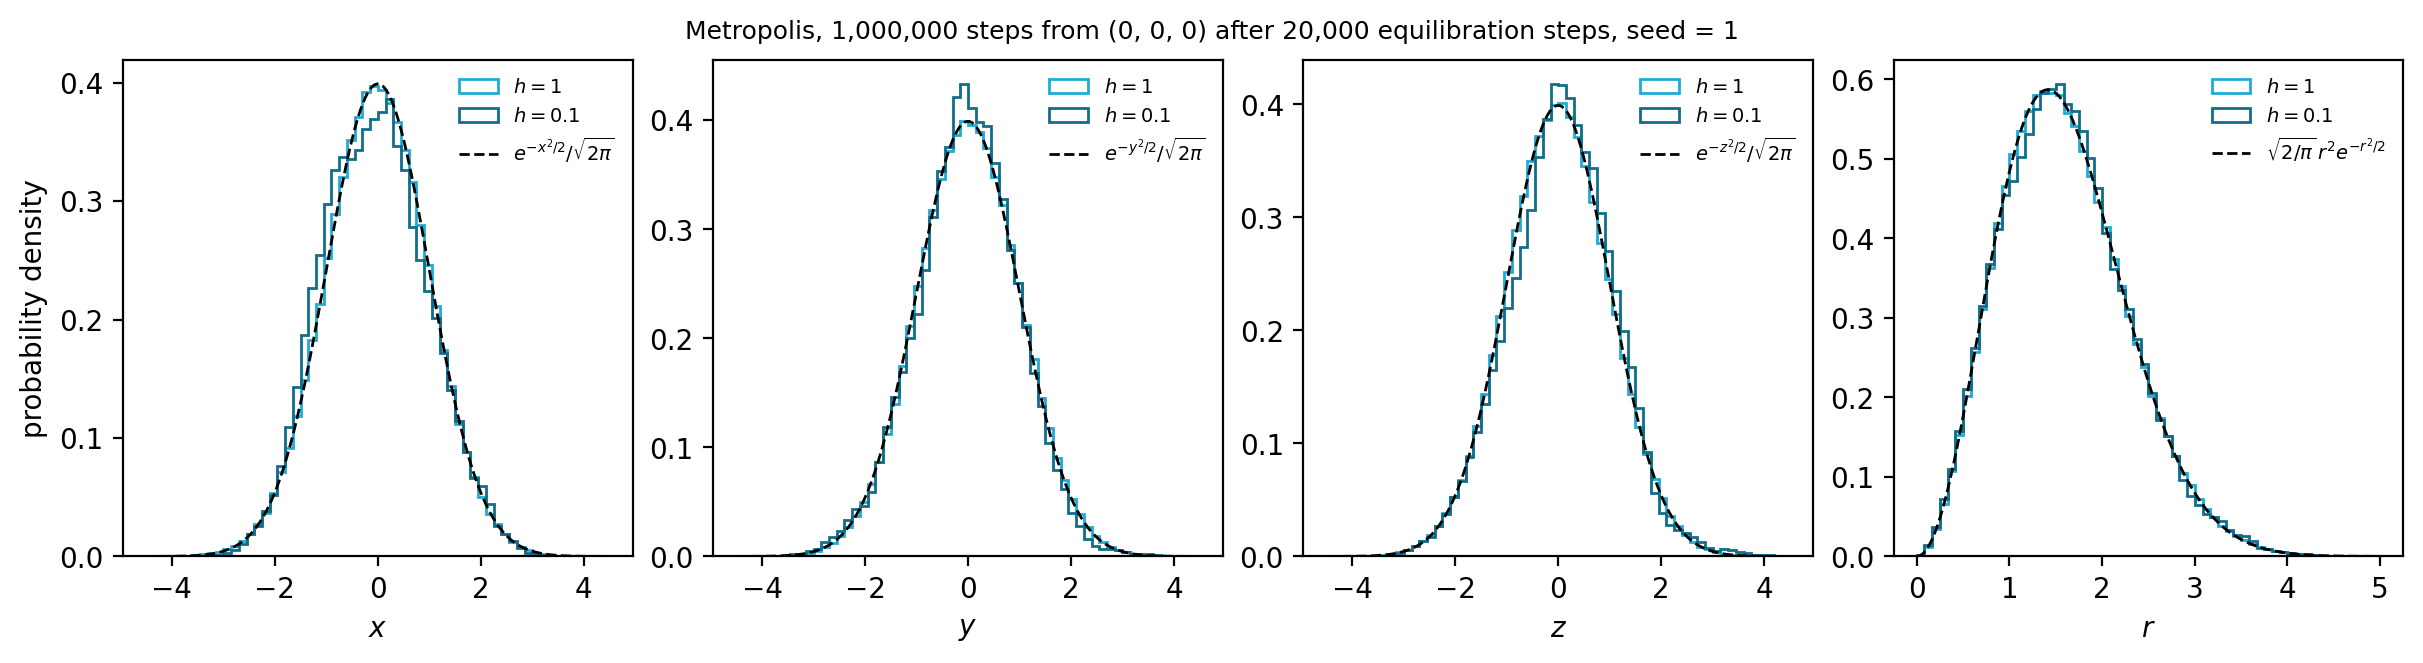 Metropolis, 1,000,000 steps from (0, 0, 0) after 20,000 equilibration steps, seed = 1
probability density
0.4
0.3
0.2
0.1
0.0
−4 −2 0 2 4
x
h = 1
h = 0.1
e^{−x²/2}/√2π
0.4
0.3
0.2
0.1
0.0
−4 −2 0 2 4
y
h = 1
h = 0.1
e^{−y²/2}/√2π
0.4
0.3
0.2
0.1
0.0
−4 −2 0 2 4
z
h = 1
h = 0.1
e^{−z²/2}/√2π
0.6
0.5
0.4
0.3
0.2
0.1
0.0
0 1 2 3 4 5
r
h = 1
h = 0.1
√2/π r²e^{−r²/2}